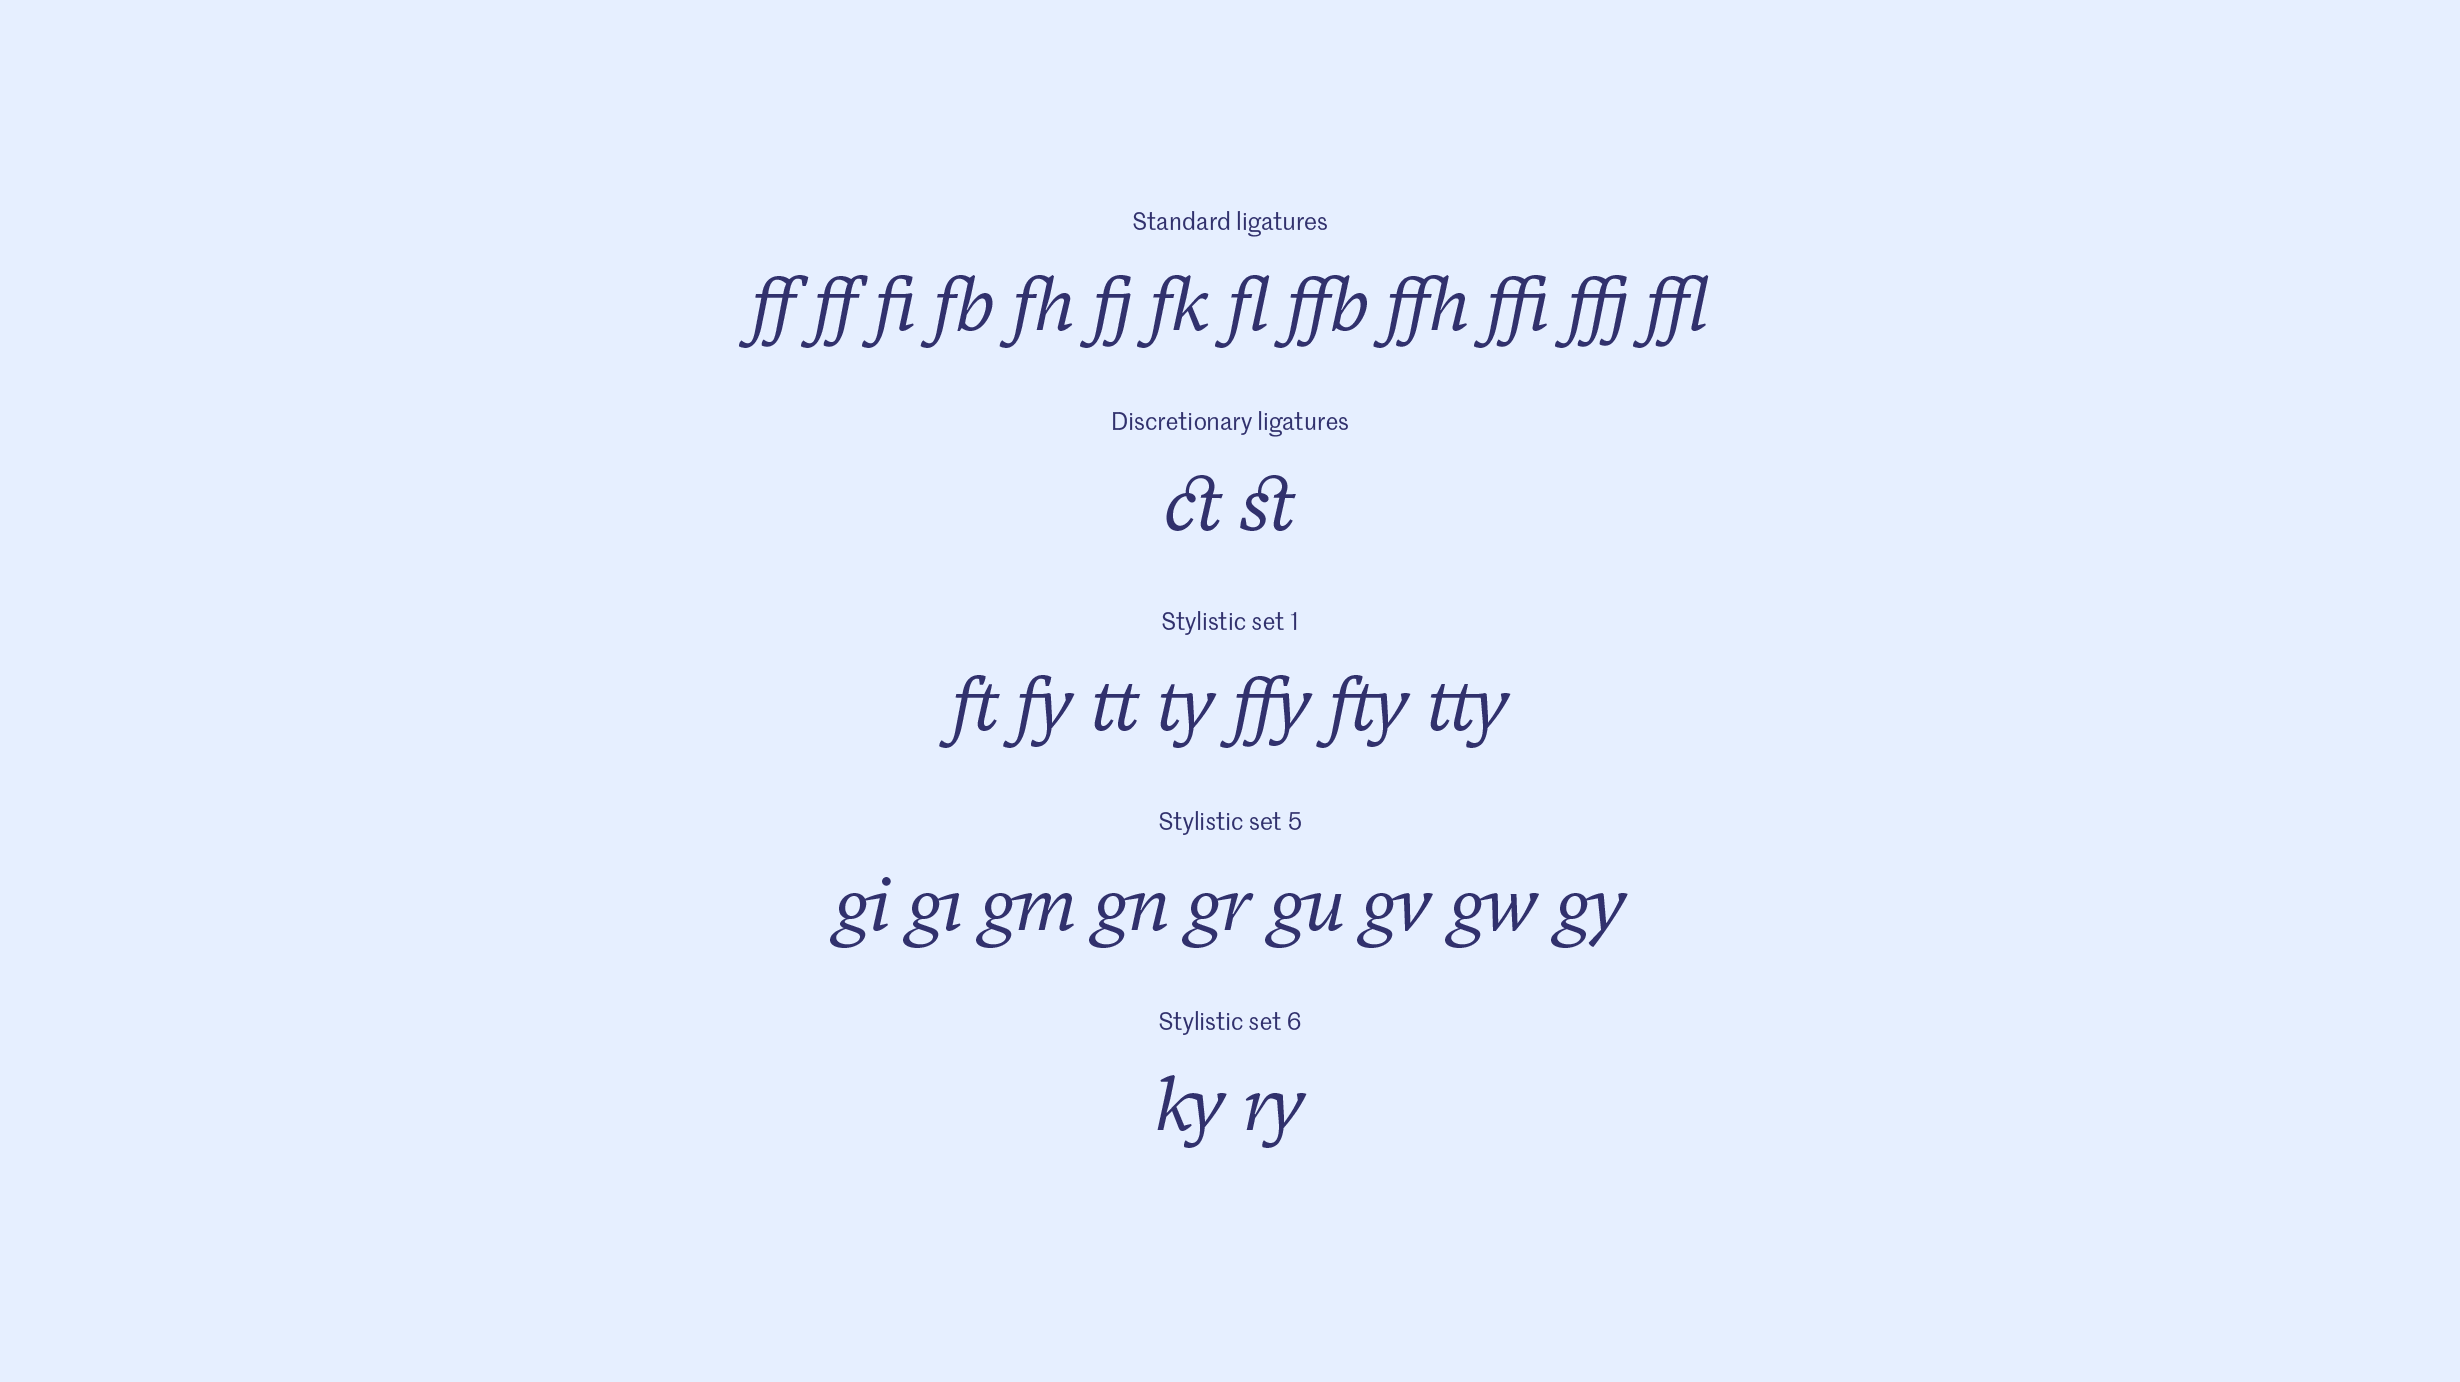 Standard ligatures
ff ff fi fb fh fj fk fl ffb ffh ffi ffj ffl
Discretionary ligatures
ct st
Stylistic set 1
ft fy tt ty ffy fty tty
Stylistic set 5
gi gı gm gn gr gu gv gw gy
Stylistic set 6
ky ry